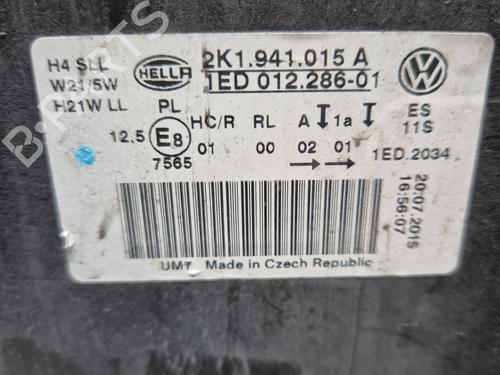 H4 SLL
W21/5W
H21W LL
HELLA
2K1.941.015 A
1ED 012.286-01
PL
ES
11S
12.5
E8
7565
HC/R RL A 1a
01 00 02 01
1ED.2034
20.07.2015
16:56:07
Made in Czech Republic
PARTS